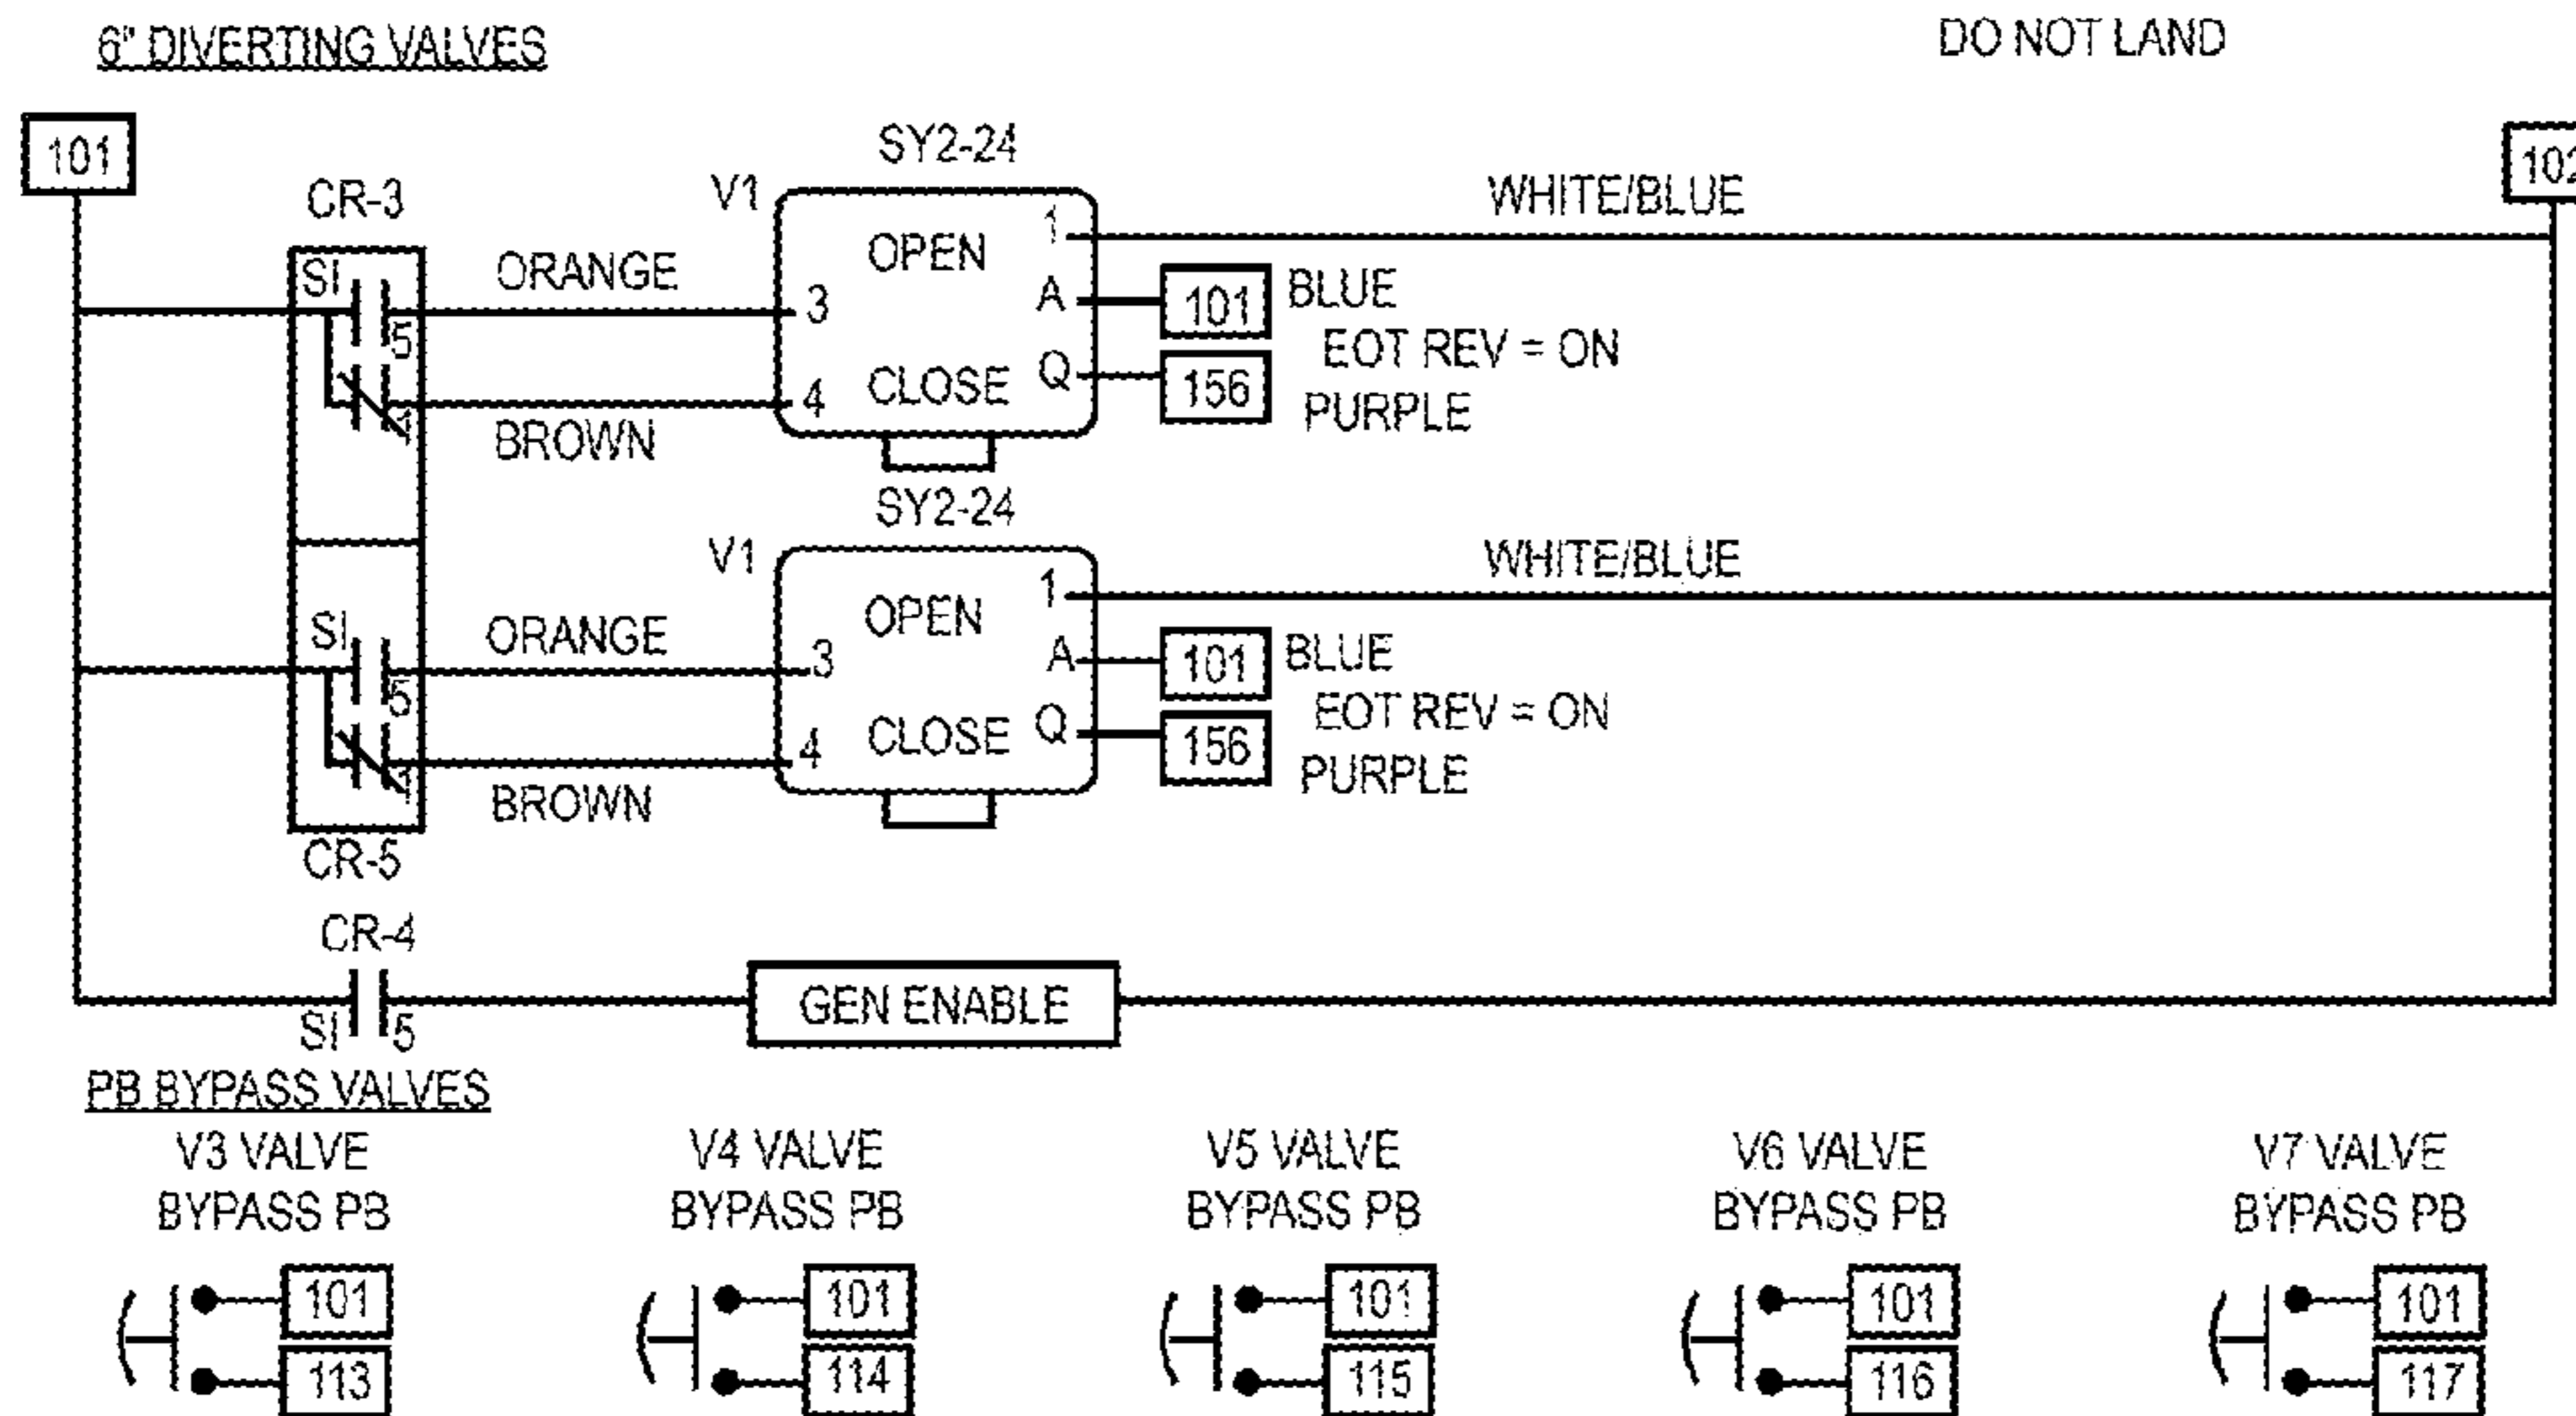 6" DIVERTING VALVES
DO NOT LAND
101
102
SY2-24
CR-3
V1
WHITE/BLUE
SI
5
ORANGE
3
OPEN
1
A
101
BLUE
EOT REV = ON
BROWN
4
CLOSE
Q
156
PURPLE
SY2-24
V1
WHITE/BLUE
SI
5
ORANGE
3
OPEN
1
A
101
BLUE
EOT REV = ON
BROWN
4
CLOSE
Q
156
PURPLE
CR-5
CR-4
SI
5
GEN ENABLE
PB BYPASS VALVES
V3 VALVE
BYPASS PB
101
113
V4 VALVE
BYPASS PB
101
114
V5 VALVE
BYPASS PB
101
115
V6 VALVE
BYPASS PB
101
116
V7 VALVE
BYPASS PB
101
117